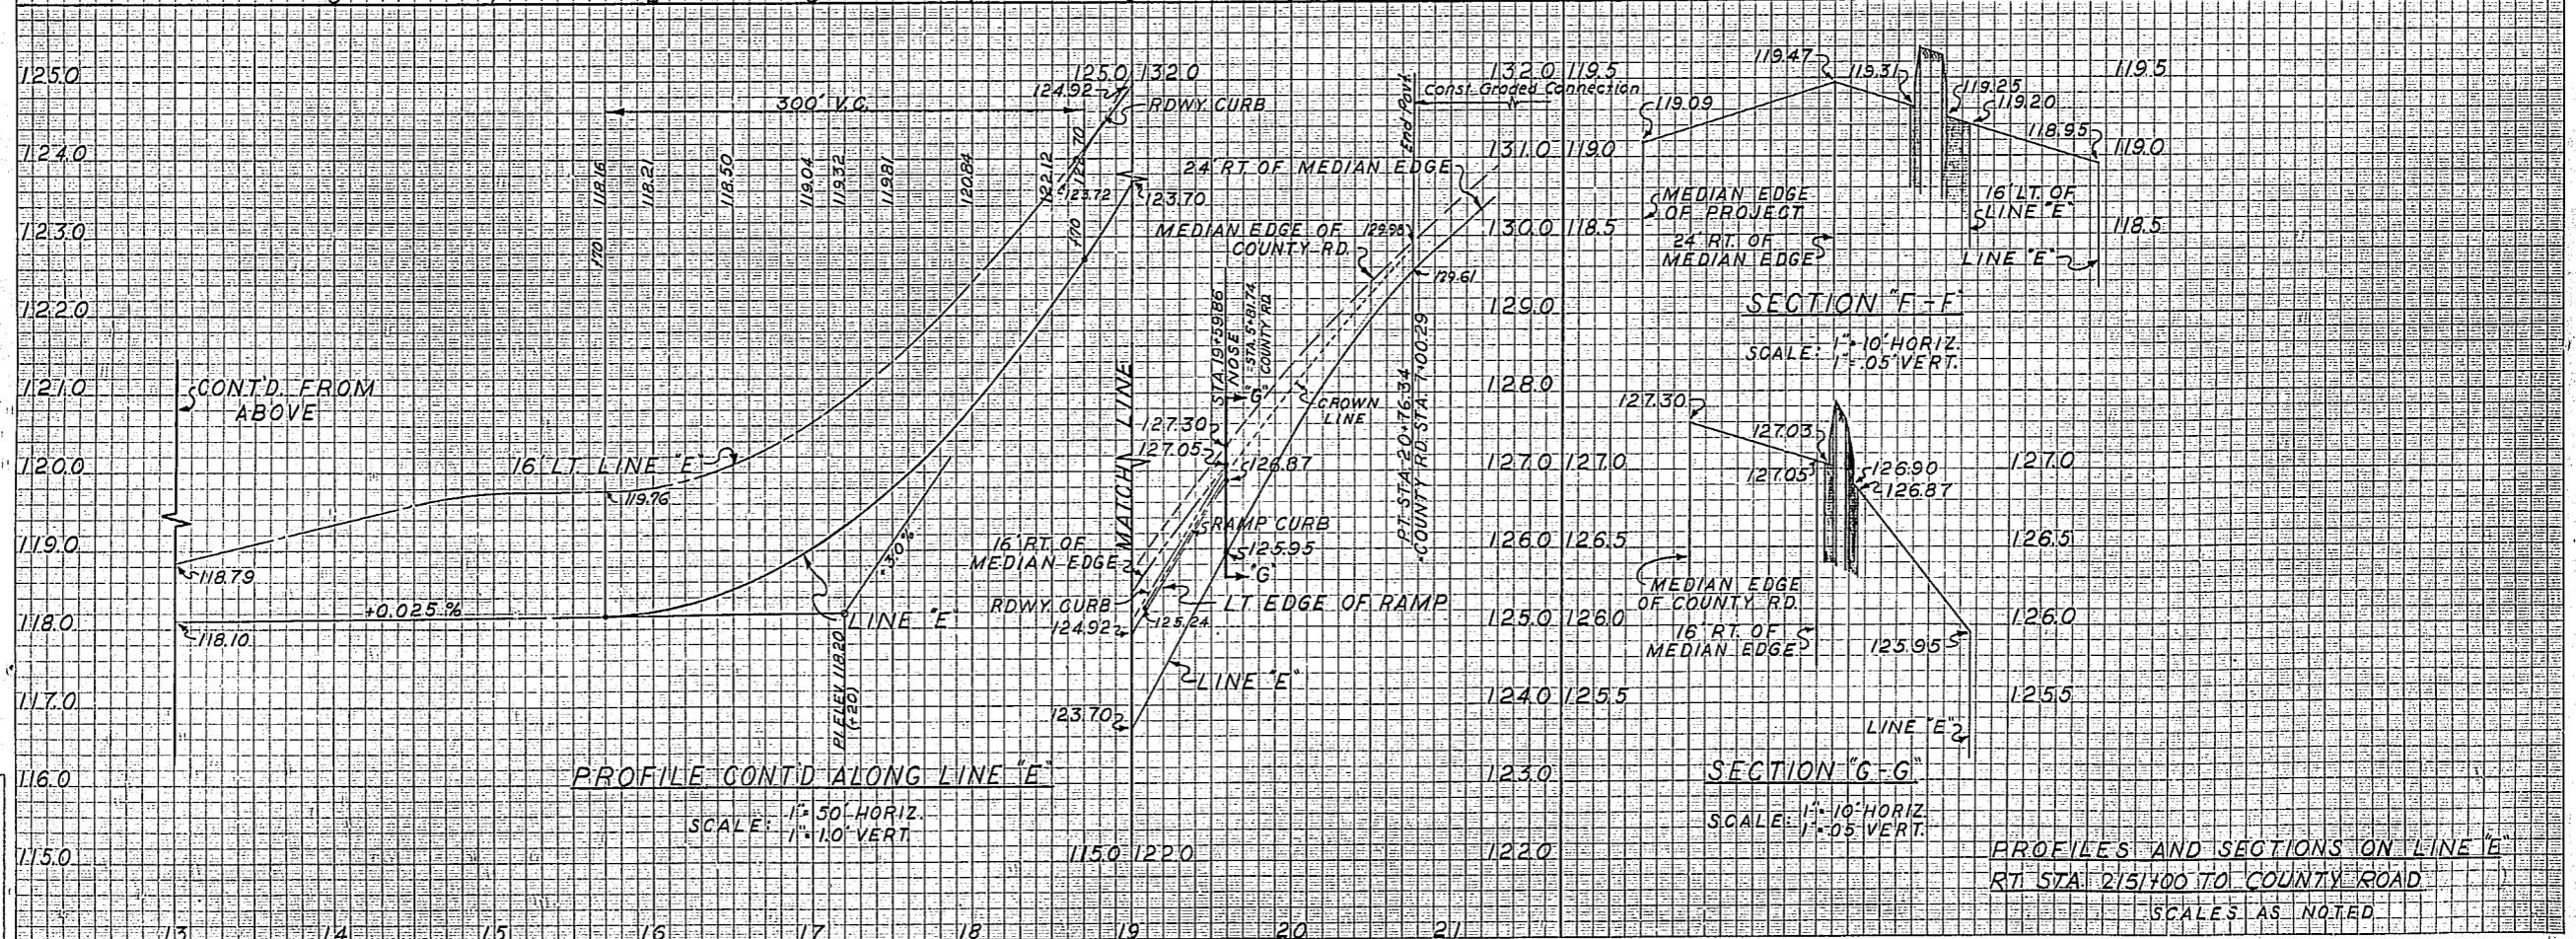 125.0
124.0
123.0
122.0
121.0
120.0
119.0
118.0
117.0
116.0
115.0
300' V.C.
118.16
118.21
118.50
119.04
119.32
119.81
120.84
122.12
122.70
+70
+70
CONT'D. FROM
ABOVE
16' LT. LINE "E"
119.76
118.79
+0.025%
118.10
P.I. ELEV. 118.20
(+20)
LINE "E"
PROFILE CONT'D ALONG LINE "E"
SCALE: 1"=50' HORIZ.
1"=1.0' VERT.
125.0 132.0
124.92
RDWY. CURB
123.72
123.70
MATCH LINE
24' RT. OF MEDIAN EDGE
MEDIAN EDGE OF
COUNTY RD.
129.98
129.61
STA. 19+59.86
NOSE
=STA. 5+81.74
COUNTY RD.
"G"
CROWN
LINE
127.30
127.05
126.87
RAMP CURB
125.95
"G"
16' RT. OF
MEDIAN EDGE
RDWY. CURB
LT. EDGE OF RAMP
124.92
125.24
LINE "E"
123.70
115.0 122.0
End Pav't.
Const. Graded Connection
P.T. STA. 20+76.34
=COUNTY RD. STA. 7+00.29
132.0 119.5
131.0 119.0
130.0 118.5
129.0
128.0
127.0 127.0
126.0 126.5
125.0 126.0
124.0 125.5
123.0
122.0
119.47
119.31
119.25
119.20
119.09
118.95
119.5
119.0
118.5
MEDIAN EDGE
OF PROJECT
24' RT. OF
MEDIAN EDGE
16' LT. OF
LINE "E"
LINE "E"
SECTION "F-F"
SCALE: 1"=10' HORIZ.
1"=.05' VERT.
127.30
127.03
127.05
126.90
126.87
127.0
126.5
126.0
125.5
MEDIAN EDGE
OF COUNTY RD.
16' RT. OF
MEDIAN EDGE
125.95
LINE "E"
SECTION "G-G"
SCALE: 1"=10' HORIZ.
1"=.05' VERT.
PROFILES AND SECTIONS ON LINE "E"
RT. STA. 2151+00 TO COUNTY ROAD
SCALES AS NOTED
13 14 15 16 17 18 19 20 21